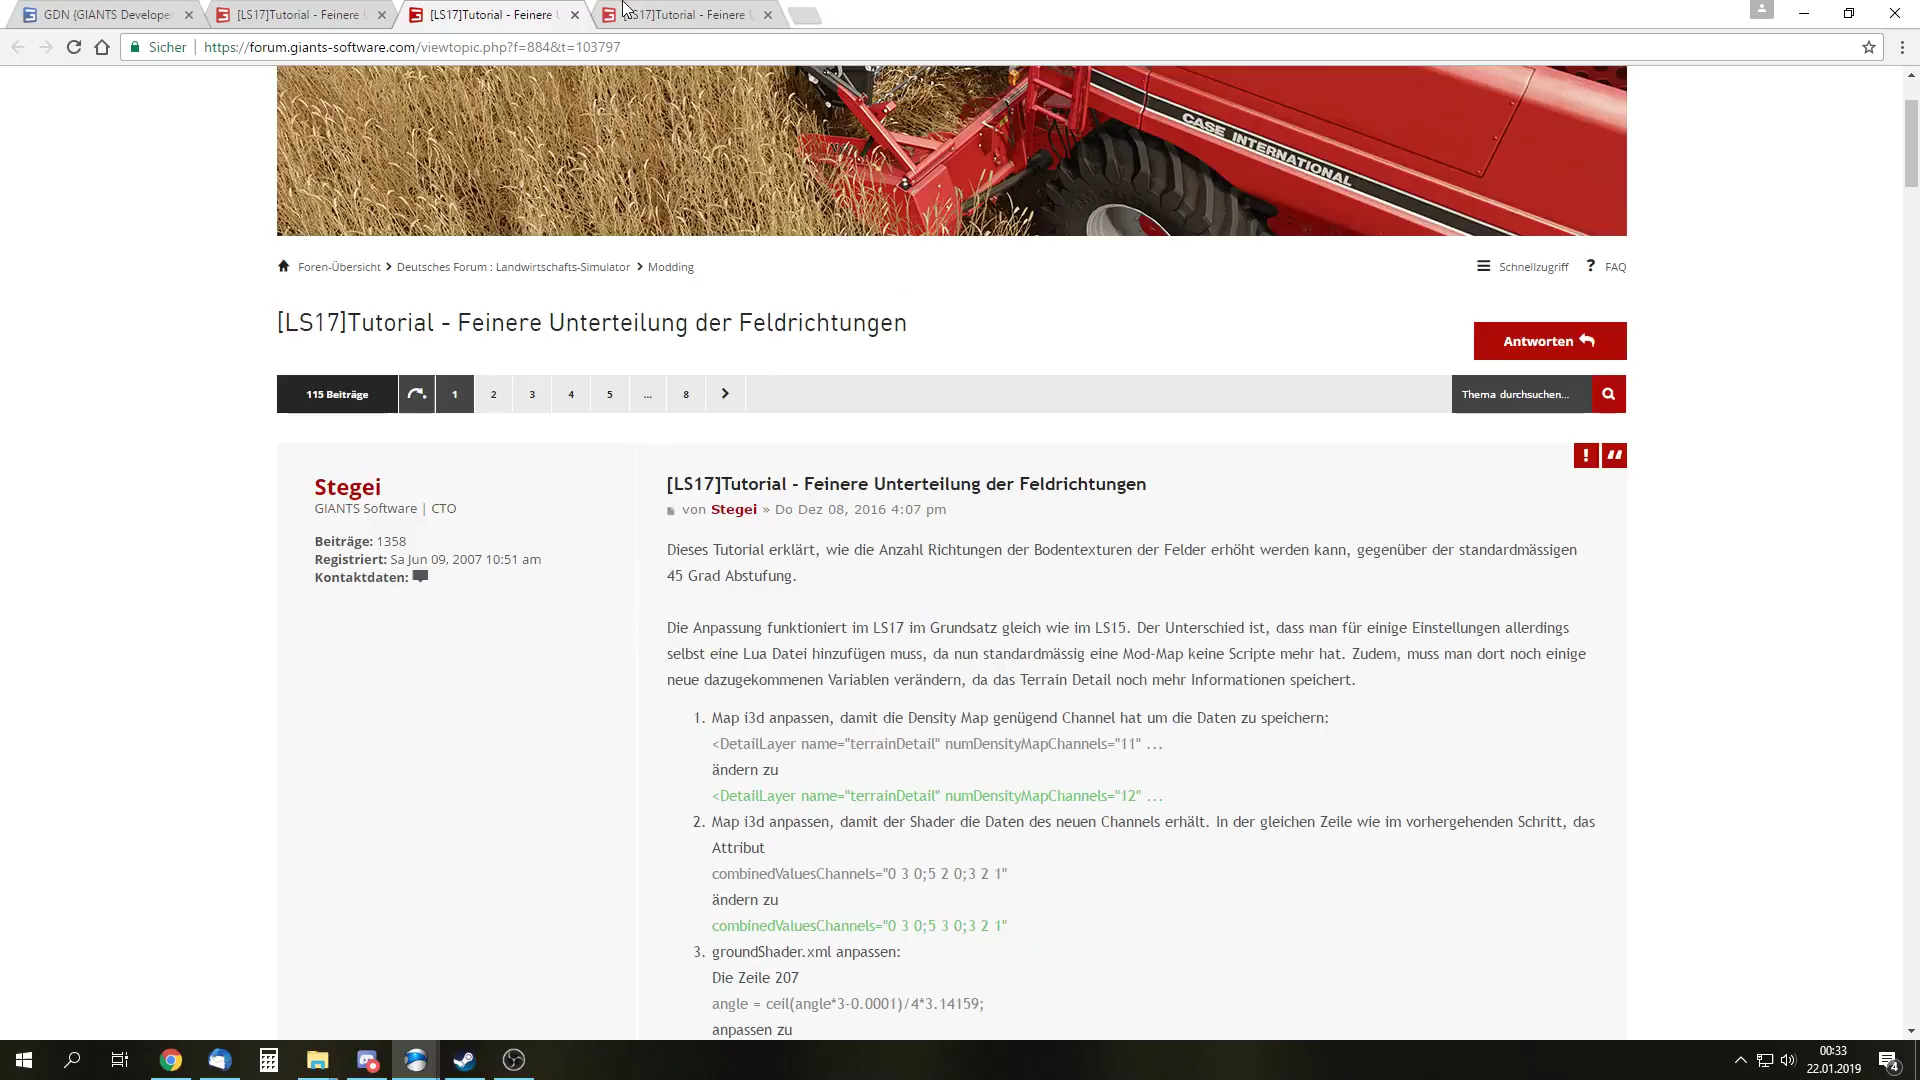 GDN {GIANTS Develope
[LS17]Tutorial - Feinere U
[LS17]Tutorial - Feinere U
LS17]Tutorial - Feinere U
Sicher
https://forum.giants-software.com/viewtopic.php?f=884&t=103797
CASE INTERNATIONAL
Foren-Übersicht
Deutsches Forum : Landwirtschafts-Simulator
Modding
Schnellzugriff
? FAQ
[LS17]Tutorial - Feinere Unterteilung der Feldrichtungen
Antworten
115 Beiträge
1 2 3 4 5 ... 8
Thema durchsuchen...
Stegei
GIANTS Software | CTO
Beiträge: 1358
Registriert: Sa Jun 09, 2007 10:51 am
Kontaktdaten:
[LS17]Tutorial - Feinere Unterteilung der Feldrichtungen
von Stegei » Do Dez 08, 2016 4:07 pm
Dieses Tutorial erklärt, wie die Anzahl Richtungen der Bodentexturen der Felder erhöht werden kann, gegenüber der standardmässigen
45 Grad Abstufung.
Die Anpassung funktioniert im LS17 im Grundsatz gleich wie im LS15. Der Unterschied ist, dass man für einige Einstellungen allerdings
selbst eine Lua Datei hinzufügen muss, da nun standardmässig eine Mod-Map keine Scripte mehr hat. Zudem, muss man dort noch einige
neue dazugekommenen Variablen verändern, da das Terrain Detail noch mehr Informationen speichert.
1. Map i3d anpassen, damit die Density Map genügend Channel hat um die Daten zu speichern:
<DetailLayer name="terrainDetail" numDensityMapChannels="11" ...
ändern zu
<DetailLayer name="terrainDetail" numDensityMapChannels="12" ...
2. Map i3d anpassen, damit der Shader die Daten des neuen Channels erhält. In der gleichen Zeile wie im vorhergehenden Schritt, das
Attribut
combinedValuesChannels="0 3 0;5 2 0;3 2 1"
ändern zu
combinedValuesChannels="0 3 0;5 3 0;3 2 1"
3. groundShader.xml anpassen:
Die Zeile 207
angle = ceil(angle*3-0.0001)/4*3.14159;
anpassen zu
00:33
22.01.2019
4